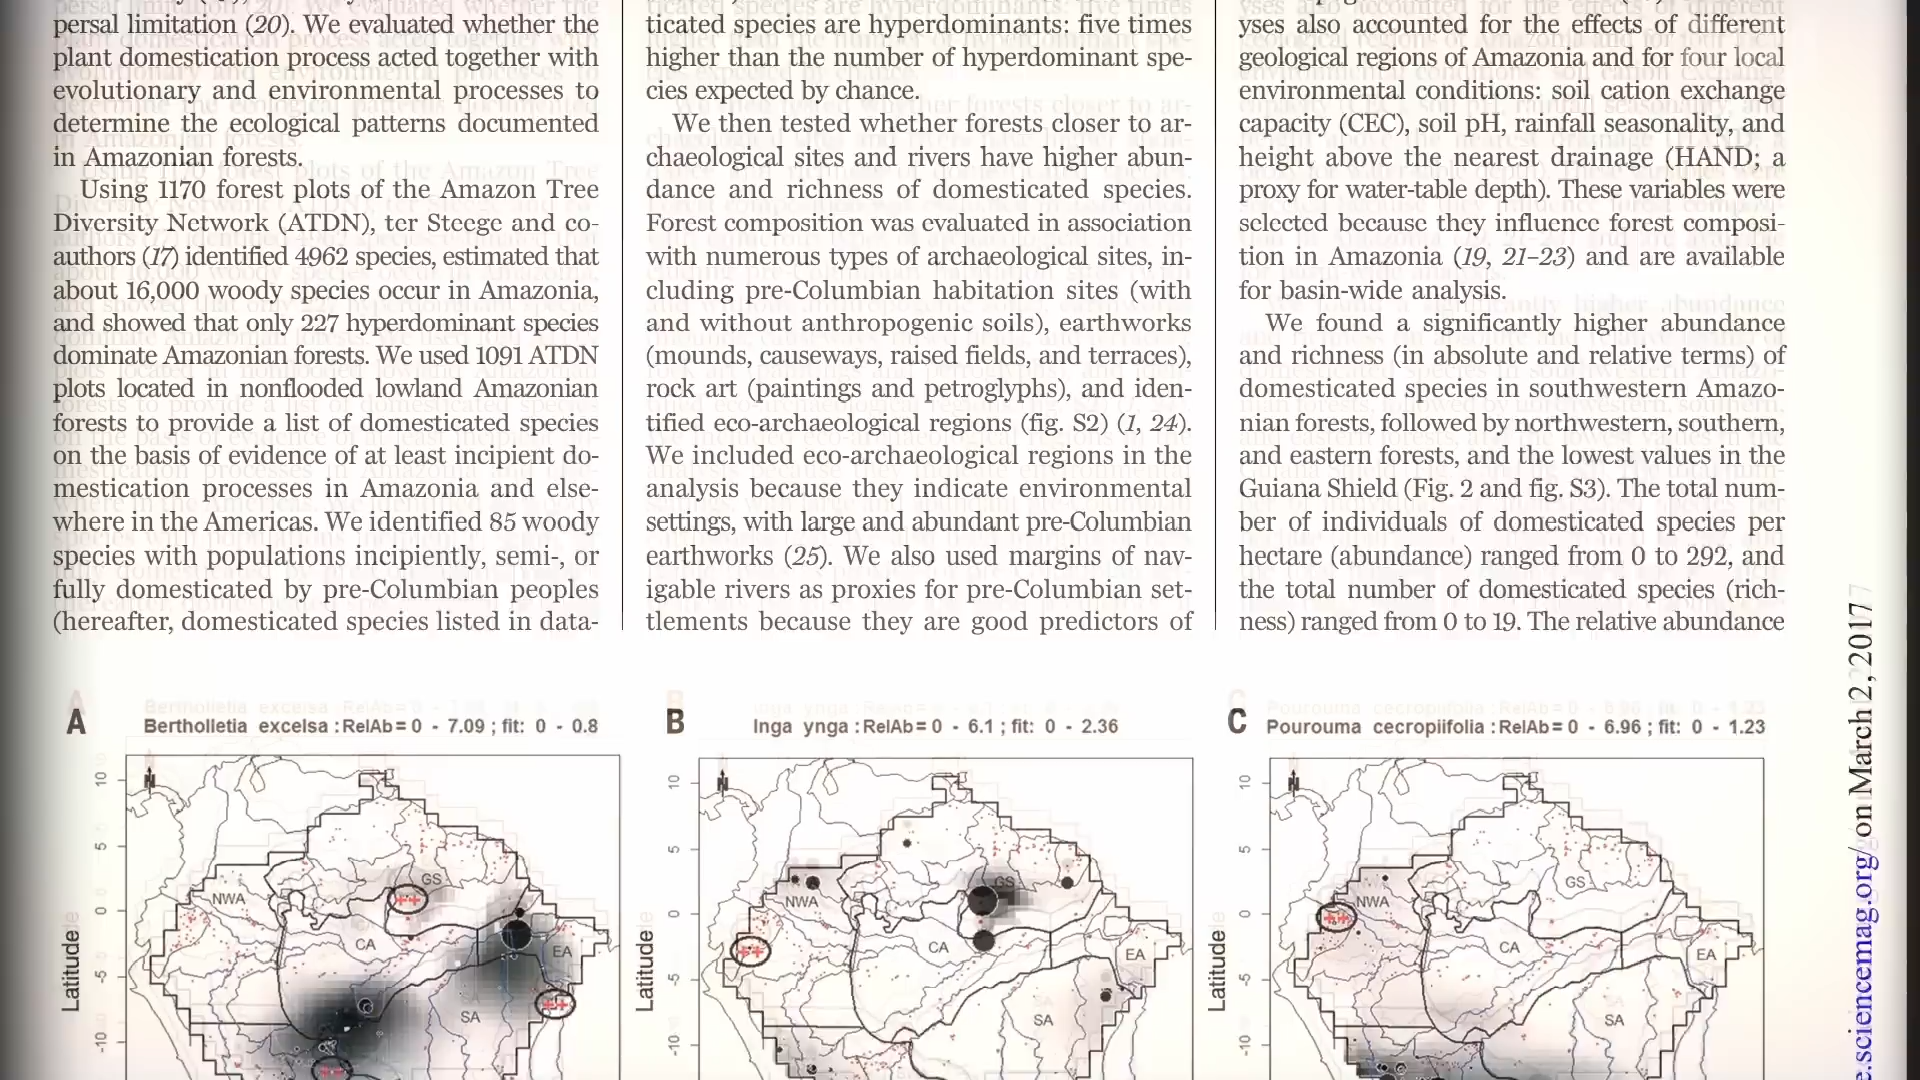 persal limitation (20). We evaluated whether the
plant domestication process acted together with
evolutionary and environmental processes to
determine the ecological patterns documented
in Amazonian forests.
Using 1170 forest plots of the Amazon Tree
Diversity Network (ATDN), ter Steege and co-
authors (17) identified 4962 species, estimated that
about 16,000 woody species occur in Amazonia,
and showed that only 227 hyperdominant species
dominate Amazonian forests. We used 1091 ATDN
plots located in nonflooded lowland Amazonian
forests to provide a list of domesticated species
on the basis of evidence of at least incipient do-
mestication processes in Amazonia and else-
where in the Americas. We identified 85 woody
species with populations incipiently, semi-, or
fully domesticated by pre-Columbian peoples
(hereafter, domesticated species listed in data-
ticated species are hyperdominants: five times
higher than the number of hyperdominant spe-
cies expected by chance.
We then tested whether forests closer to ar-
chaeological sites and rivers have higher abun-
dance and richness of domesticated species.
Forest composition was evaluated in association
with numerous types of archaeological sites, in-
cluding pre-Columbian habitation sites (with
and without anthropogenic soils), earthworks
(mounds, causeways, raised fields, and terraces),
rock art (paintings and petroglyphs), and iden-
tified eco-archaeological regions (fig. S2) (1, 24).
We included eco-archaeological regions in the
analysis because they indicate environmental
settings, with large and abundant pre-Columbian
earthworks (25). We also used margins of nav-
igable rivers as proxies for pre-Columbian set-
tlements because they are good predictors of
yses also accounted for the effects of different
geological regions of Amazonia and for four local
environmental conditions: soil cation exchange
capacity (CEC), soil pH, rainfall seasonality, and
height above the nearest drainage (HAND; a
proxy for water-table depth). These variables were
selected because they influence forest composi-
tion in Amazonia (19, 21–23) and are available
for basin-wide analysis.
We found a significantly higher abundance
and richness (in absolute and relative terms) of
domesticated species in southwestern Amazo-
nian forests, followed by northwestern, southern,
and eastern forests, and the lowest values in the
Guiana Shield (Fig. 2 and fig. S3). The total num-
ber of individuals of domesticated species per
hectare (abundance) ranged from 0 to 292, and
the total number of domesticated species (rich-
ness) ranged from 0 to 19. The relative abundance
A
Bertholletia excelsa : RelAb = 0 - 7.09 ; fit: 0 - 0.8
N
10
5
0
-5
-10
Latitude
NWA
GS
CA
EA
SA
B
Inga ynga : RelAb = 0 - 6.1 ; fit: 0 - 2.36
N
10
5
0
-5
-10
Latitude
NWA
GS
CA
EA
SA
C
Pourouma cecropiifolia : RelAb = 0 - 6.96 ; fit: 0 - 1.23
N
10
5
0
-5
-10
Latitude
NWA
GS
CA
EA
SA
e.sciencemag.org/ on March 2, 2017